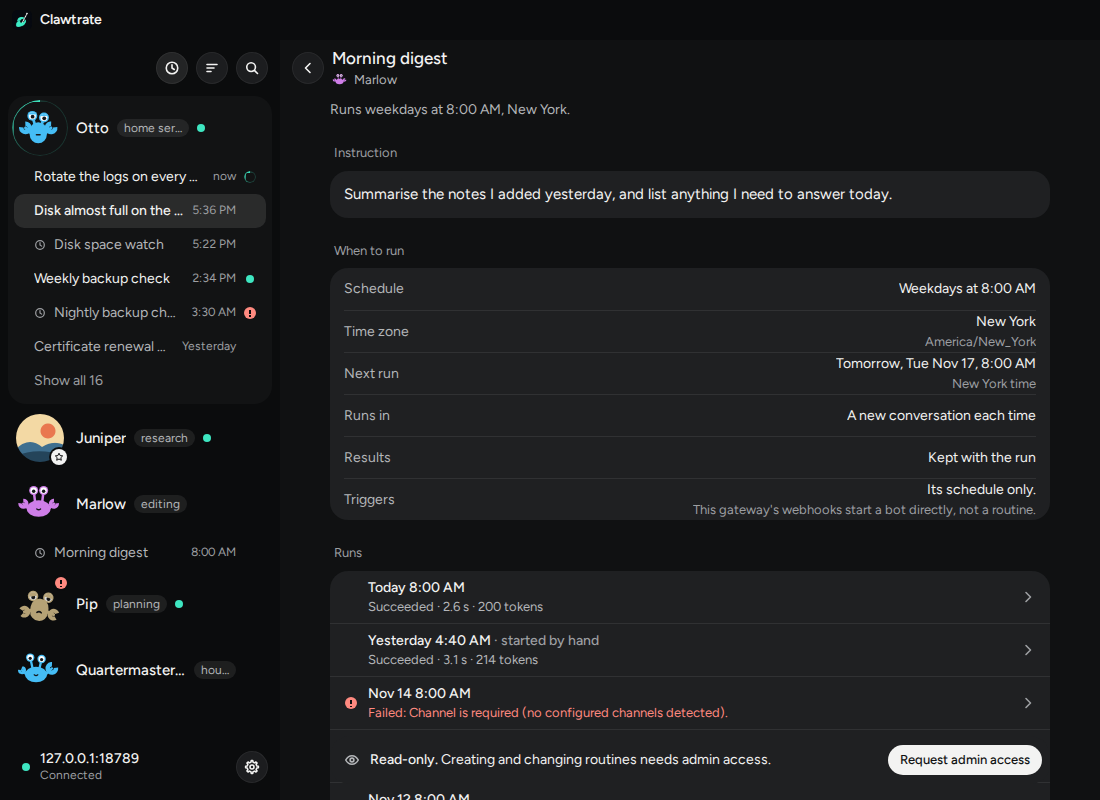 Clawtrate
Otto
home ser...
Rotate the logs on every ...
now
Disk almost full on the ...
5:36 PM
Disk space watch
5:22 PM
Weekly backup check
2:34 PM
Nightly backup ch...
3:30 AM
Certificate renewal ...
Yesterday
Show all 16
Juniper
research
Marlow
editing
Morning digest
8:00 AM
Pip
planning
Quartermaster...
hou...
127.0.0.1:18789
Connected
Morning digest
Marlow
Runs weekdays at 8:00 AM, New York.
Instruction
Summarise the notes I added yesterday, and list anything I need to answer today.
When to run
Schedule
Weekdays at 8:00 AM
Time zone
New York
America/New_York
Next run
Tomorrow, Tue Nov 17, 8:00 AM
New York time
Runs in
A new conversation each time
Results
Kept with the run
Triggers
Its schedule only.
This gateway's webhooks start a bot directly, not a routine.
Runs
Today 8:00 AM
Succeeded · 2.6 s · 200 tokens
Yesterday 4:40 AM · started by hand
Succeeded · 3.1 s · 214 tokens
Nov 14 8:00 AM
Failed: Channel is required (no configured channels detected).
Read-only. Creating and changing routines needs admin access.
Request admin access
Nov 12 8:00 AM